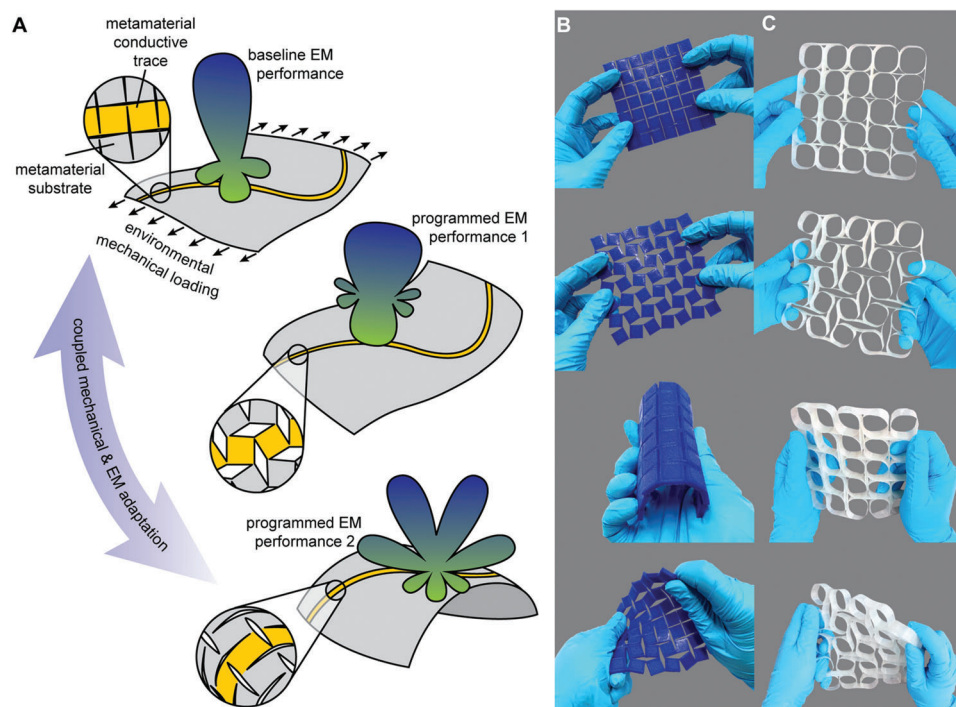 A
metamaterial
conductive
trace
baseline EM
performance
metamaterial
substrate
environmental
mechanical loading
programmed EM
performance 1
coupled mechanical & EM adaptation
programmed EM
performance 2
B
C